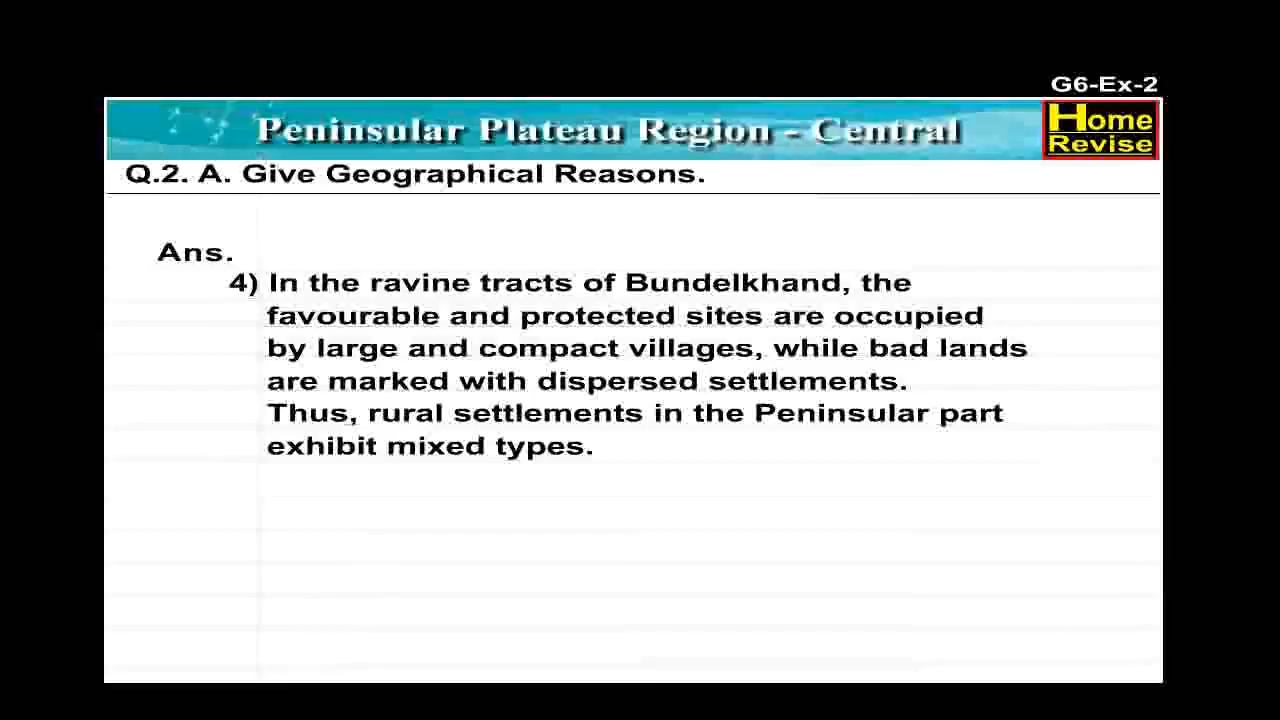 G6-Ex-2
Peninsular Plateau Region - Central
Home
Revise
Q.2. A. Give Geographical Reasons.
Ans.
4) In the ravine tracts of Bundelkhand, the
favourable and protected sites are occupied
by large and compact villages, while bad lands
are marked with dispersed settlements.
Thus, rural settlements in the Peninsular part
exhibit mixed types.